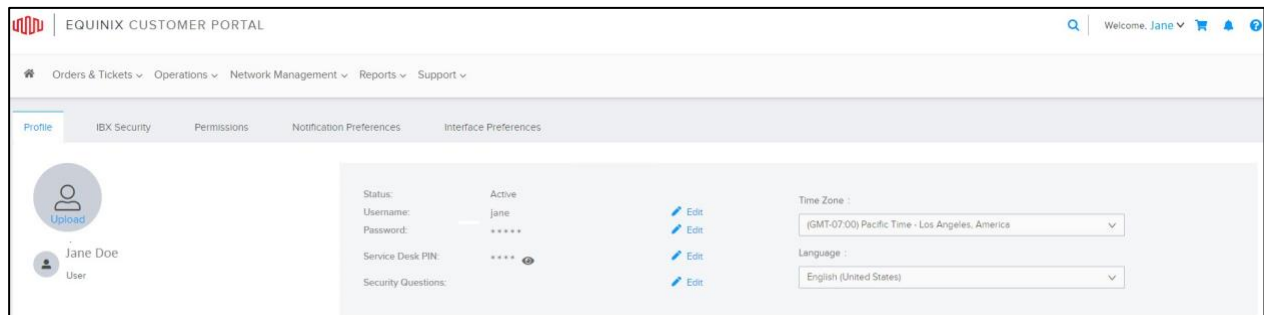 EQUINIX CUSTOMER PORTAL
Welcome, Jane
Orders & Tickets Operations Network Management Reports Support
Profile IBX Security Permissions Notification Preferences Interface Preferences
Upload
Jane Doe
User
Status: Active
Username: jane Edit
Password: ***** Edit
Service Desk PIN: **** Edit
Security Questions: Edit
Time Zone :
(GMT-07:00) Pacific Time - Los Angeles, America
Language :
English (United States)